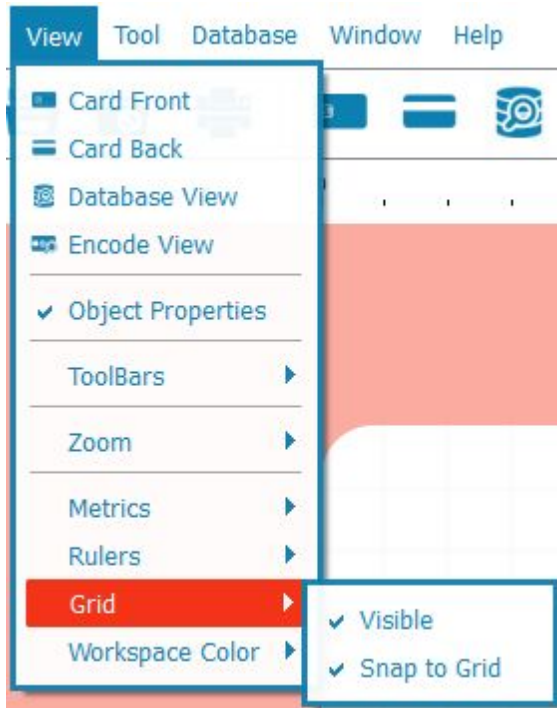 View Tool Database Window Help
Card Front
Card Back
Database View
Encode View
Object Properties
ToolBars
Zoom
Metrics
Rulers
Grid
Visible
Workspace Color
Snap to Grid